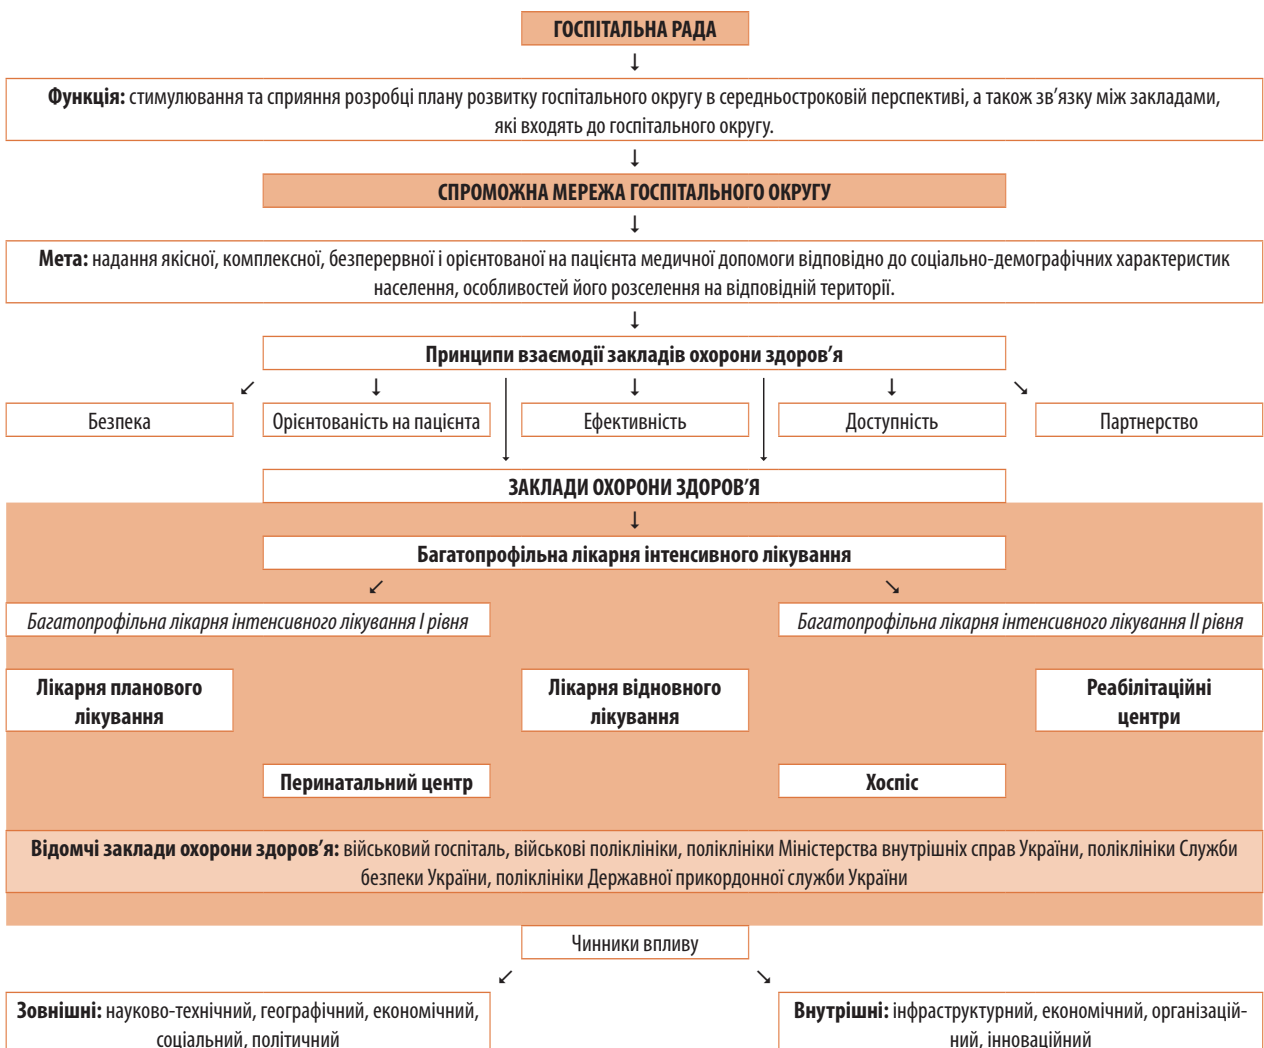 ГОСПІТАЛЬНА РАДА
Функція: стимулювання та сприяння розробці плану розвитку госпітального округу в середньостроковій перспективі, а також зв’язку між закладами,
які входять до госпітального округу.
СПРОМОЖНА МЕРЕЖА ГОСПІТАЛЬНОГО ОКРУГУ
Мета: надання якісної, комплексної, безперервної і орієнтованої на пацієнта медичної допомоги відповідно до соціально-демографічних характеристик
населення, особливостей його розселення на відповідній території.
Принципи взаємодії закладів охорони здоров’я
Безпека
Орієнтованість на пацієнта
Ефективність
Доступність
Партнерство
ЗАКЛАДИ ОХОРОНИ ЗДОРОВ’Я
Багатопрофільна лікарня інтенсивного лікування
Багатопрофільна лікарня інтенсивного лікування І рівня
Багатопрофільна лікарня інтенсивного лікування ІІ рівня
Лікарня планового
лікування
Лікарня відновного
лікування
Реабілітаційні
центри
Перинатальний центр
Хоспіс
Відомчі заклади охорони здоров’я: військовий госпіталь, військові поліклініки, поліклініки Міністерства внутрішніх справ України, поліклініки Служби
безпеки України, поліклініки Державної прикордонної служби України
Чинники впливу
Зовнішні: науково-технічний, географічний, економічний,
соціальний, політичний
Внутрішні: інфраструктурний, економічний, організацій-
ний, інноваційний